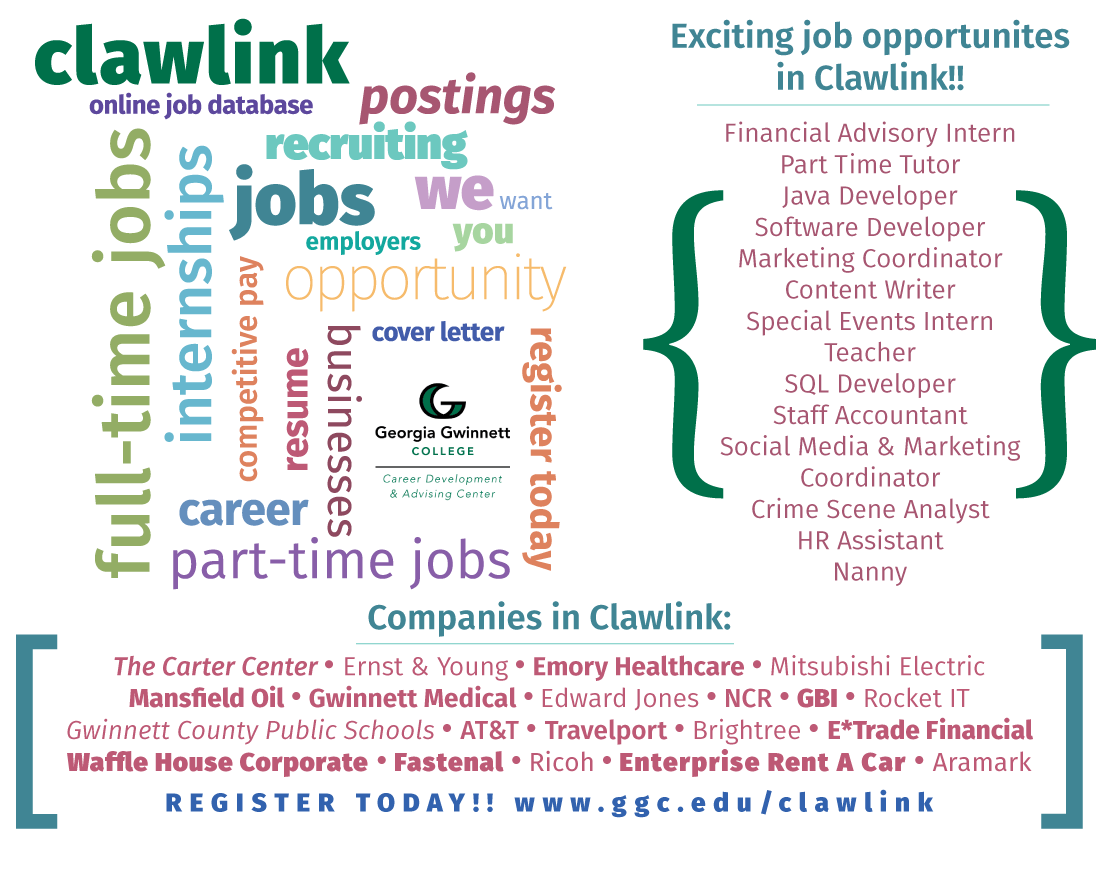 clawlink
online job database
postings
recruiting
jobs
we want
you
employers
opportunity
full-time jobs
internships
competitive pay
resume
businesses
cover letter
register today
Georgia Gwinnett
COLLEGE
Career Development
& Advising Center
career
part-time jobs
Exciting job opportunites
in Clawlink!!
Financial Advisory Intern
Part Time Tutor
Java Developer
Software Developer
Marketing Coordinator
Content Writer
Special Events Intern
Teacher
SQL Developer
Staff Accountant
Social Media & Marketing
Coordinator
Crime Scene Analyst
HR Assistant
Nanny
Companies in Clawlink:
The Carter Center • Ernst & Young • Emory Healthcare • Mitsubishi Electric
Mansfield Oil • Gwinnett Medical • Edward Jones • NCR • GBI • Rocket IT
Gwinnett County Public Schools • AT&T • Travelport • Brightree • E*Trade Financial
Waffle House Corporate • Fastenal • Ricoh • Enterprise Rent A Car • Aramark
REGISTER TODAY!! www.ggc.edu/clawlink